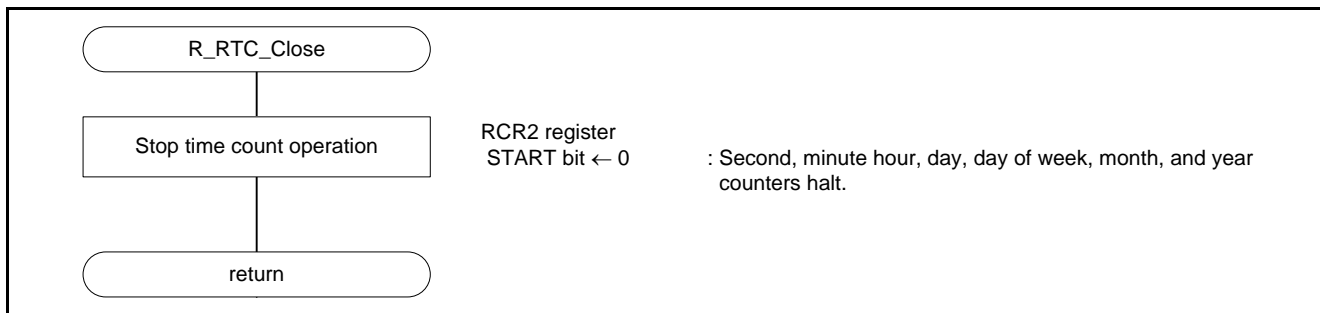 R_RTC_Close
Stop time count operation
RCR2 register
START bit ← 0 : Second, minute hour, day, day of week, month, and year
counters halt.
return